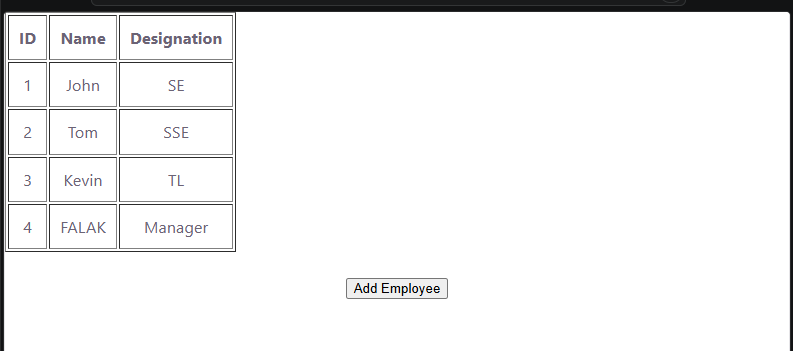 ID Name Designation
1 John SE
2 Tom SSE
3 Kevin TL
4 FALAK Manager
Add Employee